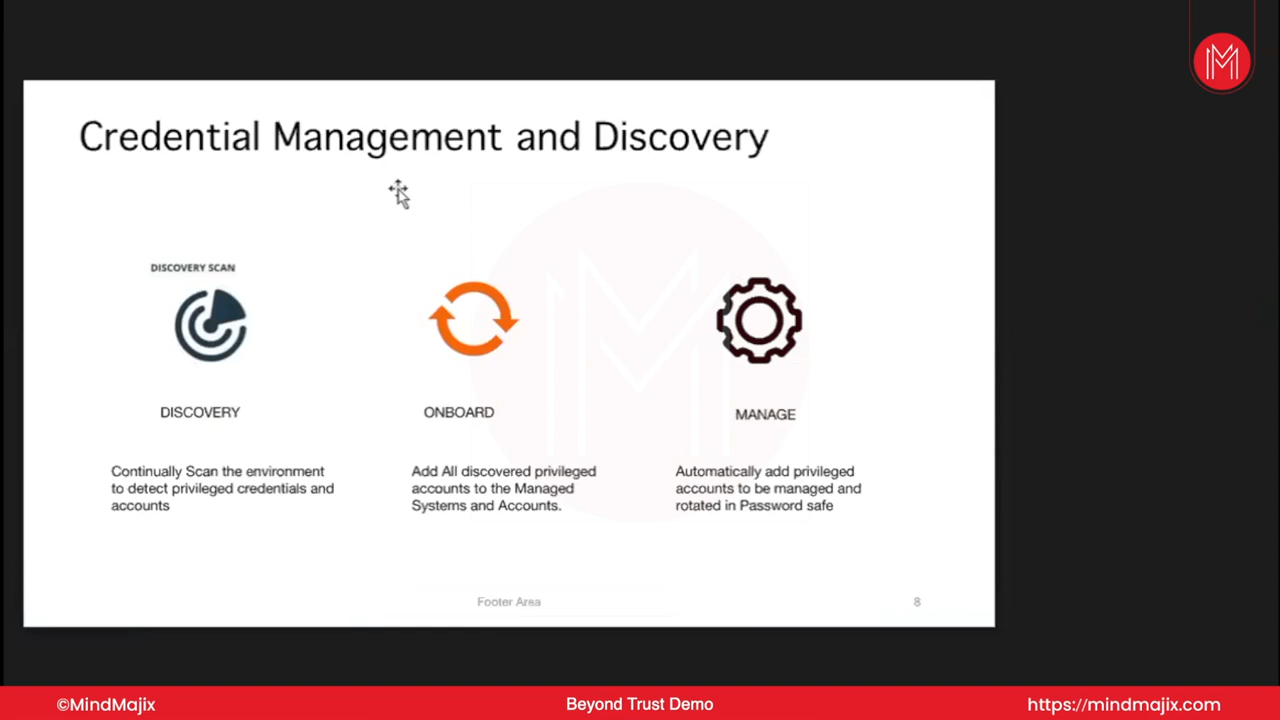 Credential Management and Discovery
DISCOVERY SCAN
DISCOVERY
Continually Scan the environment
to detect privileged credentials and
accounts
ONBOARD
Add All discovered privileged
accounts to the Managed
Systems and Accounts.
MANAGE
Automatically add privileged
accounts to be managed and
rotated in Password safe
Footer Area
8
©MindMajix
Beyond Trust Demo
https://mindmajix.com